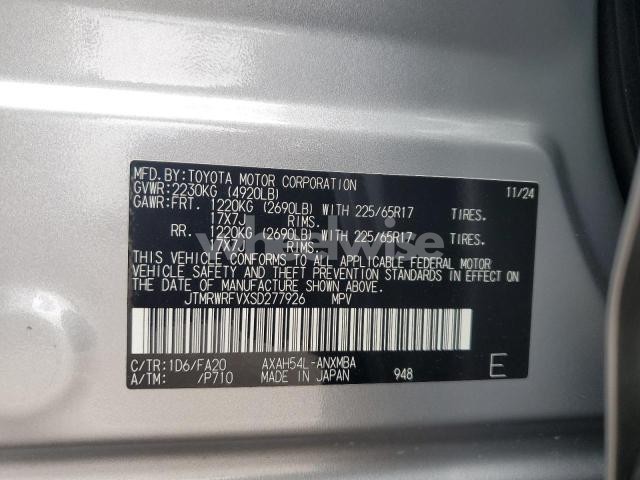 MFD.BY:TOYOTA MOTOR CORPORATION 11/24
GVWR:2230KG (4920LB)
GAWR:FRT. 1220KG (2690LB) WITH 225/65R17 TIRES.
17X7J RIMS.
RR. 1220KG (2690LB) WITH 225/65R17 TIRES.
17X7J RIMS.
THIS VEHICLE CONFORMS TO ALL APPLICABLE FEDERAL MOTOR
VEHICLE SAFETY AND THEFT PREVENTION STANDARDS IN EFFECT ON
THE DATE OF MANUFACTURE SHOWN ABOVE.
JTMRWRFVXSD277926 MPV
C/TR:1D6/FA20 AXAH54L-ANXMBA
A/TM: /P710 MADE IN JAPAN 948 E
wheelwise